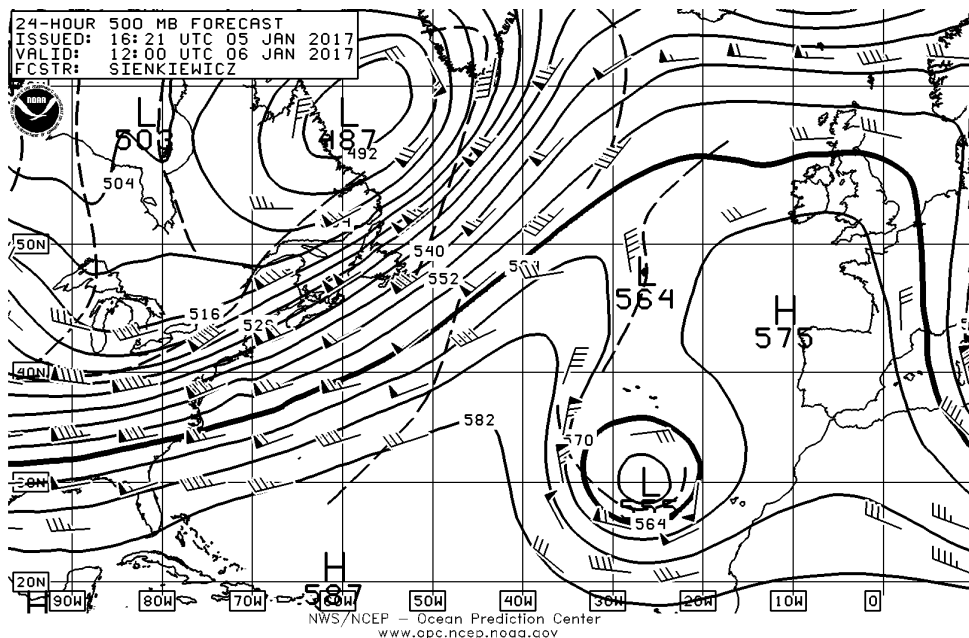 24-HOUR 500 MB FORECAST
ISSUED: 16:21 UTC 05 JAN 2017
VALID: 12:00 UTC 06 JAN 2017
FCSTR: SIENKIEWICZ
NOAA
L
503
L
487
492
504
50N
540
552
L
564
516
H
575
40N
582
570
L
564
H
587
20N
H
90W
80W
70W
60W
50W
40W
30W
20W
10W
0
NWS/NCEP – Ocean Prediction Center
www.opc.ncep.noaa.gov